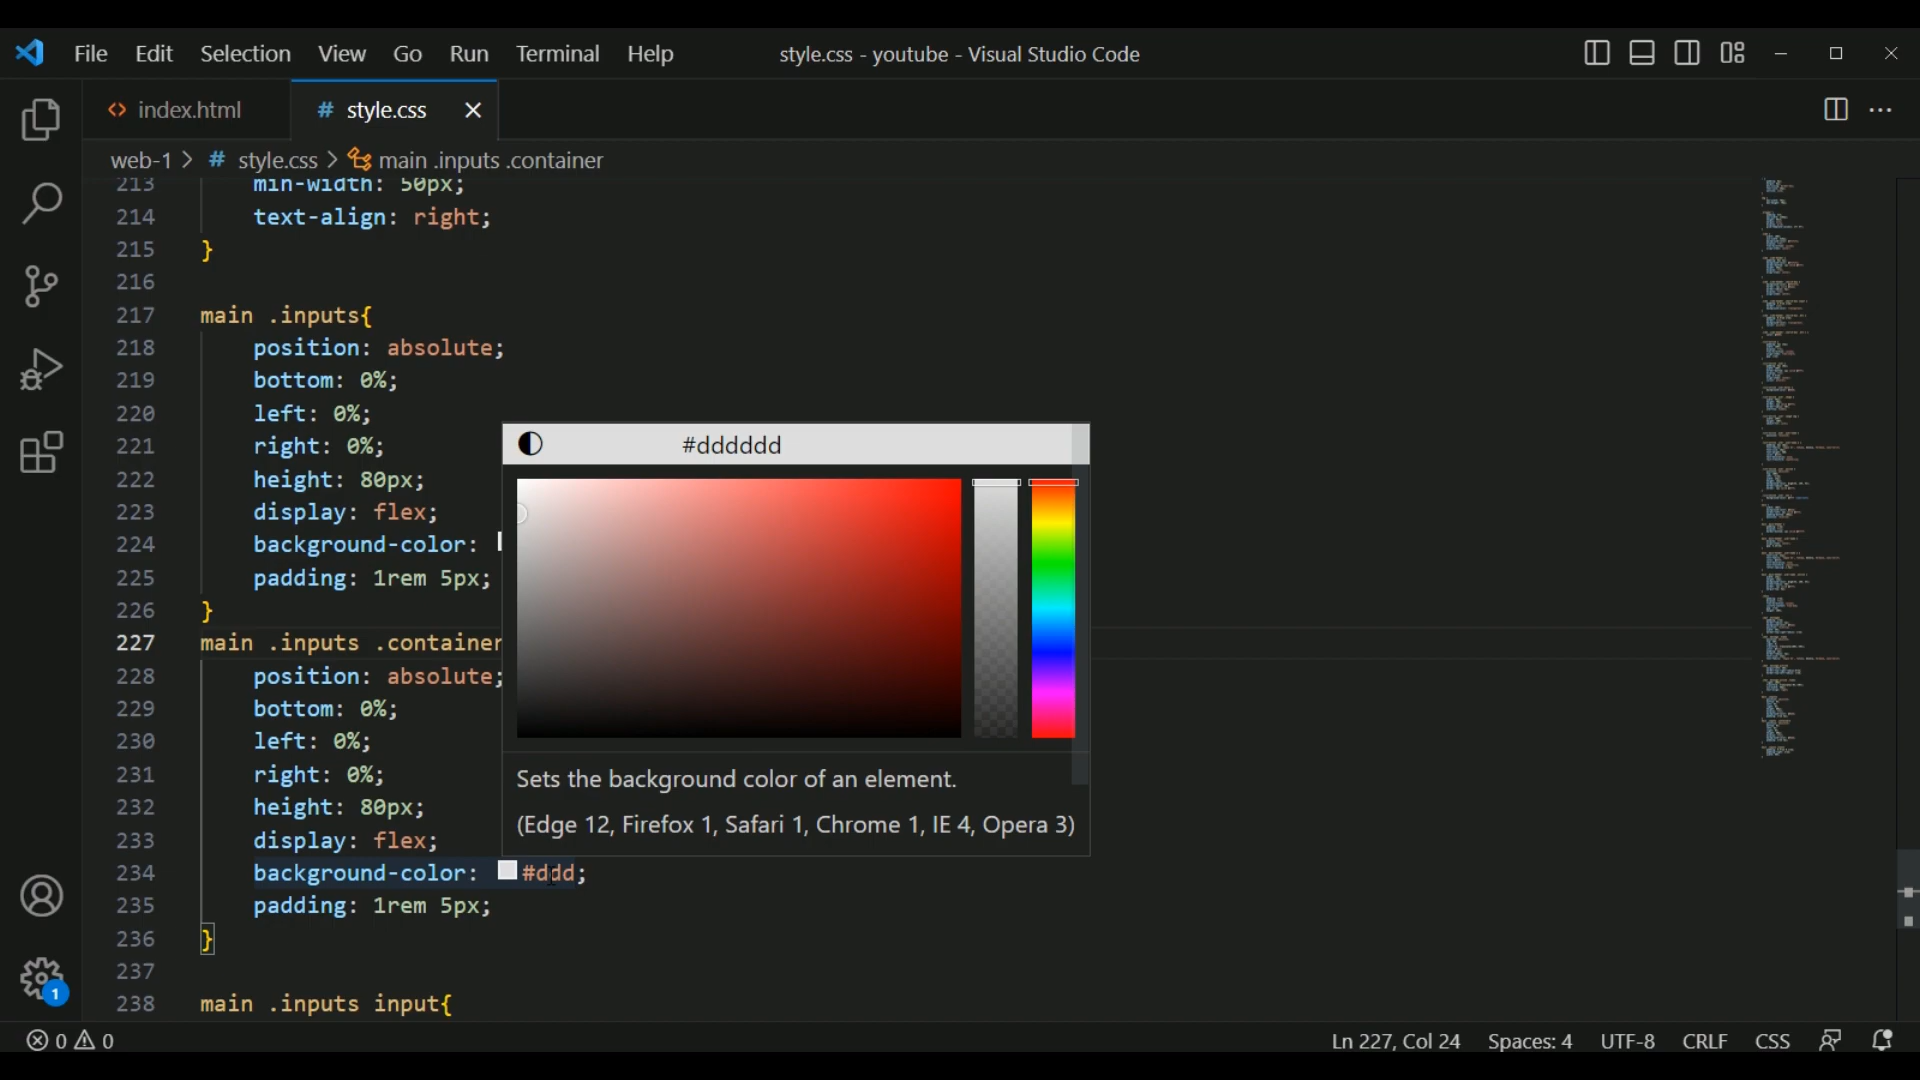 File Edit Selection View Go Run Terminal Help style.css - youtube - Visual Studio Code
<> index.html # style.css
web-1 > # style.css > main .inputs .container
213 min-width: 50px;
214 text-align: right;
215 }
216
217 main .inputs{
218 position: absolute;
219 bottom: 0%;
220 left: 0%;
221 right: 0%;
222 height: 80px;
223 display: flex;
224 background-color:
225 padding: 1rem 5px;
226 }
227 main .inputs .container
228 position: absolute;
229 bottom: 0%;
230 left: 0%;
231 right: 0%;
232 height: 80px;
233 display: flex;
234 background-color: #ddd;
235 padding: 1rem 5px;
236 }
237
238 main .inputs input{
#dddddd
Sets the background color of an element.
(Edge 12, Firefox 1, Safari 1, Chrome 1, IE 4, Opera 3)
1
0 0 Ln 227, Col 24 Spaces: 4 UTF-8 CRLF CSS